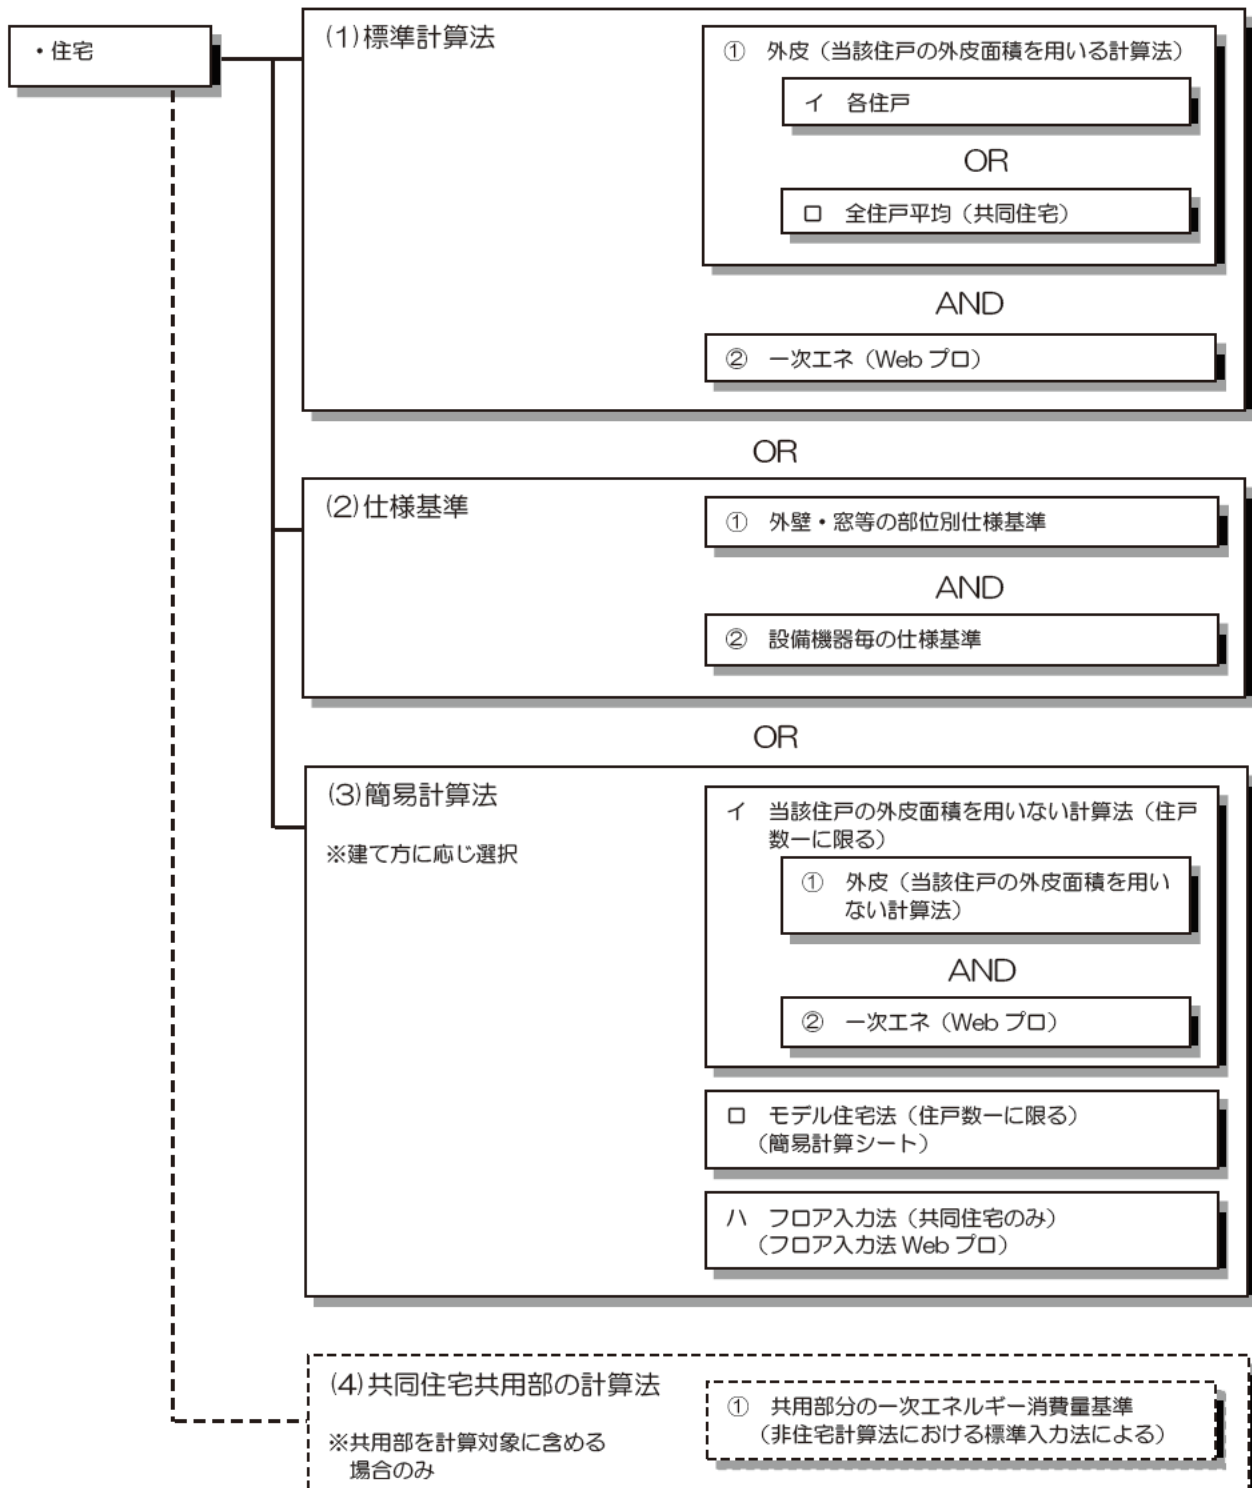 ・住宅
(1)標準計算法
① 外皮（当該住戸の外皮面積を用いる計算法）
イ 各住戸
OR
ロ 全住戸平均（共同住宅）
AND
② 一次エネ（Web プロ）
OR
(2)仕様基準
① 外壁・窓等の部位別仕様基準
AND
② 設備機器毎の仕様基準
OR
(3)簡易計算法
※建て方に応じ選択
イ 当該住戸の外皮面積を用いない計算法（住戸
数一に限る）
① 外皮（当該住戸の外皮面積を用い
ない計算法）
AND
② 一次エネ（Web プロ）
ロ モデル住宅法（住戸数一に限る）
（簡易計算シート）
ハ フロア入力法（共同住宅のみ）
（フロア入力法 Web プロ）
(4)共同住宅共用部の計算法
※共用部を計算対象に含める
場合のみ
① 共用部分の一次エネルギー消費量基準
（非住宅計算法における標準入力法による）